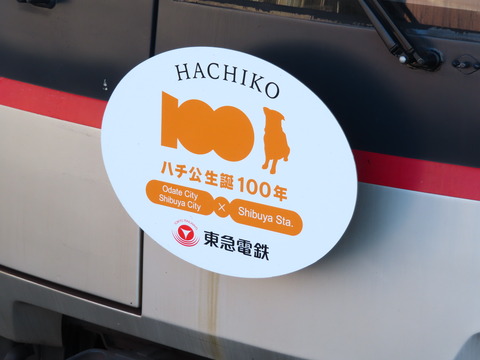 HACHIKO
100
ハチ公生誕100年
Odate City
Shibuya City
×
Shibuya Sta.
東急電鉄